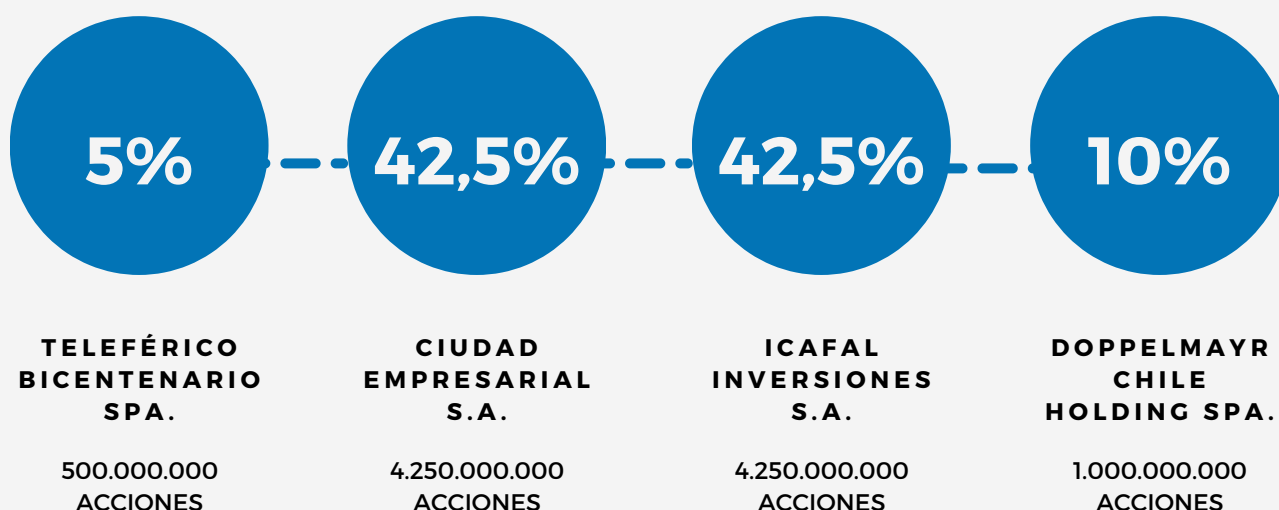 5%
42,5%
42,5%
10%
TELEFÉRICO
BICENTENARIO
SPA.
500.000.000
ACCIONES
CIUDAD
EMPRESARIAL
S.A.
4.250.000.000
ACCIONES
ICAFAL
INVERSIONES
S.A.
4.250.000.000
ACCIONES
DOPPELMAYR
CHILE
HOLDING SPA.
1.000.000.000
ACCIONES